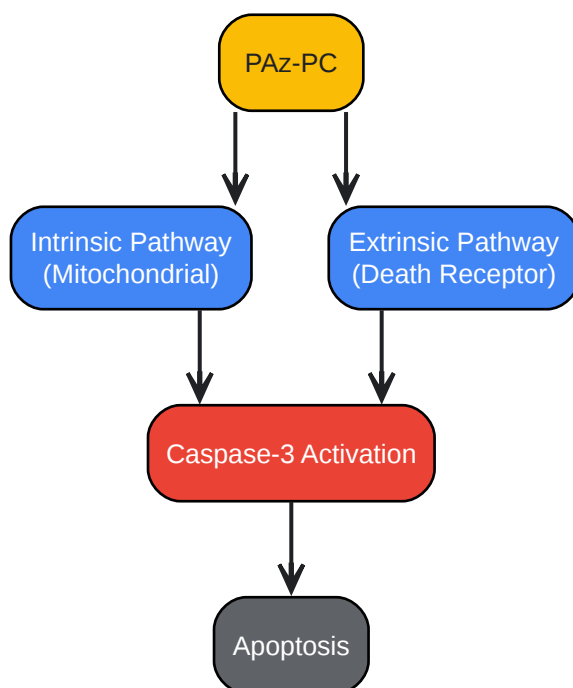 PAz-PC
Intrinsic Pathway
(Mitochondrial)
Extrinsic Pathway
(Death Receptor)
Caspase-3 Activation
Apoptosis